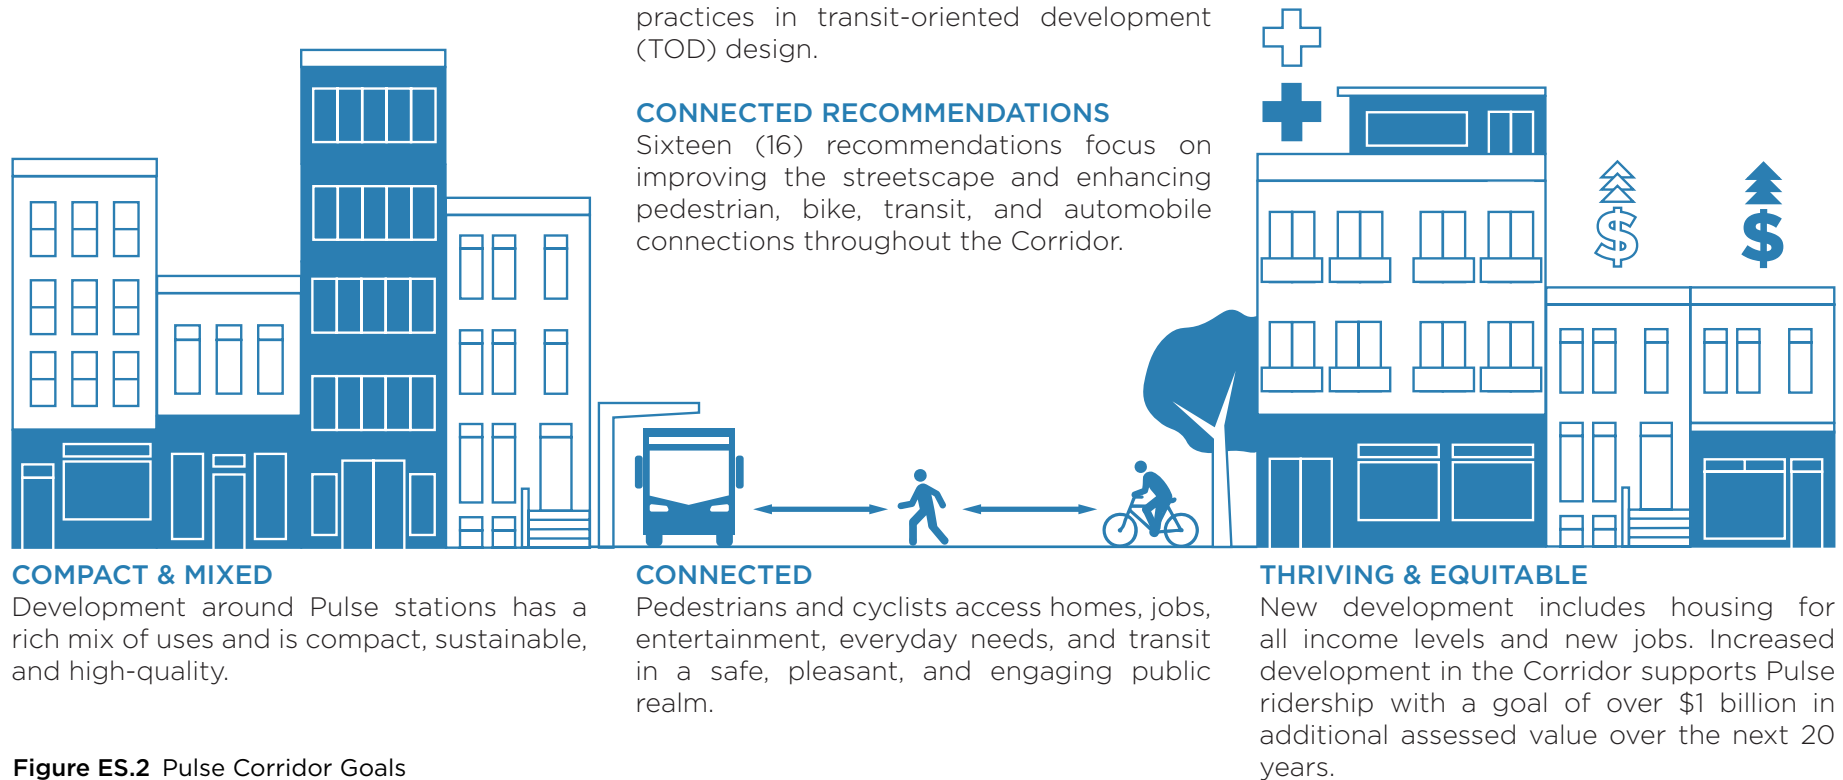 practices in transit-oriented development
(TOD) design.
CONNECTED RECOMMENDATIONS
Sixteen (16) recommendations focus on
improving the streetscape and enhancing
pedestrian, bike, transit, and automobile
connections throughout the Corridor.
$ $
COMPACT & MIXED
Development around Pulse stations has a
rich mix of uses and is compact, sustainable,
and high-quality.
CONNECTED
Pedestrians and cyclists access homes, jobs,
entertainment, everyday needs, and transit
in a safe, pleasant, and engaging public
realm.
THRIVING & EQUITABLE
New development includes housing for
all income levels and new jobs. Increased
development in the Corridor supports Pulse
ridership with a goal of over $1 billion in
additional assessed value over the next 20
years.
Figure ES.2 Pulse Corridor Goals